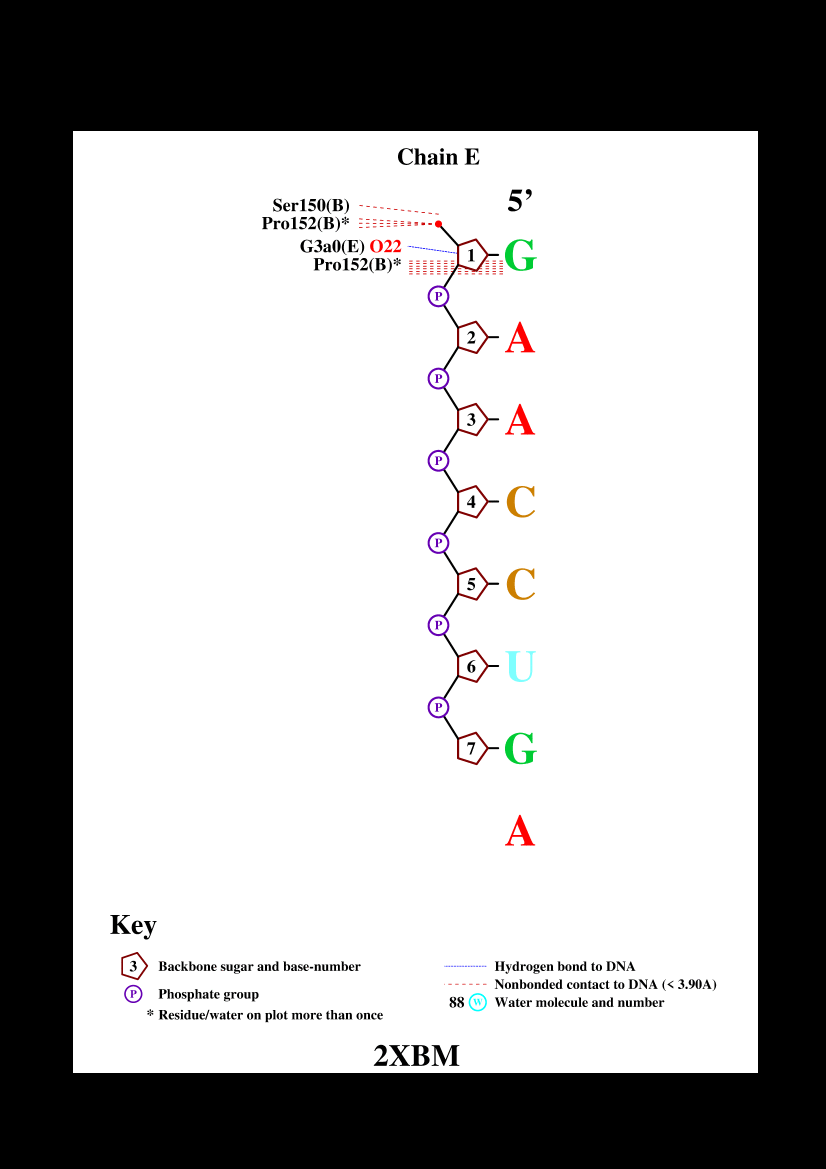 Chain E
5’
Ser150(B)
Pro152(B)*
G3a0(E) O22
Pro152(B)*
1 G
P
2 A
P
3 A
P
4 C
P
5 C
P
6 U
P
7 G
A
Key
3 Backbone sugar and base-number
P Phosphate group
* Residue/water on plot more than once
Hydrogen bond to DNA
Nonbonded contact to DNA (< 3.90A)
88 W Water molecule and number
2XBM